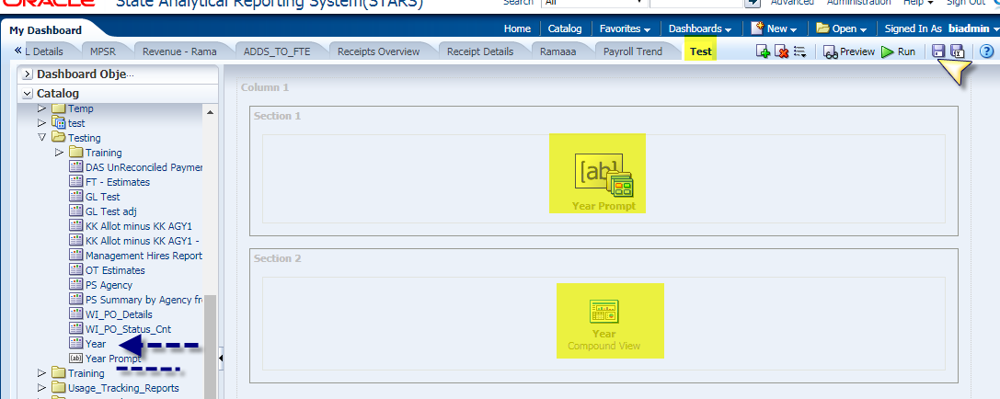 ORACLE State Analytical Reporting System(STARS) Search All Advanced Administration Help Sign Out
My Dashboard Home Catalog Favorites Dashboards New Open Signed In As biadmin
« L Details MPSR Revenue - Rama ADDS_TO_FTE Receipts Overview Receipt Details Ramaaa Payroll Trend Test Preview Run
Dashboard Obje...
Catalog
Temp
test
Testing
Training
DAS UnReconciled Paymer
FT - Estimates
GL Test
GL Test adj
KK Allot minus KK AGY1
KK Allot minus KK AGY1 -
Management Hires Report
OT Estimates
PS Agency
PS Summary by Agency fr
WI_PO_Details
WI_PO_Status_Cnt
Year
[ab] Year Prompt
Training
Usage_Tracking_Reports
Column 1
Section 1
[ab]
Year Prompt
Section 2
Year
Compound View